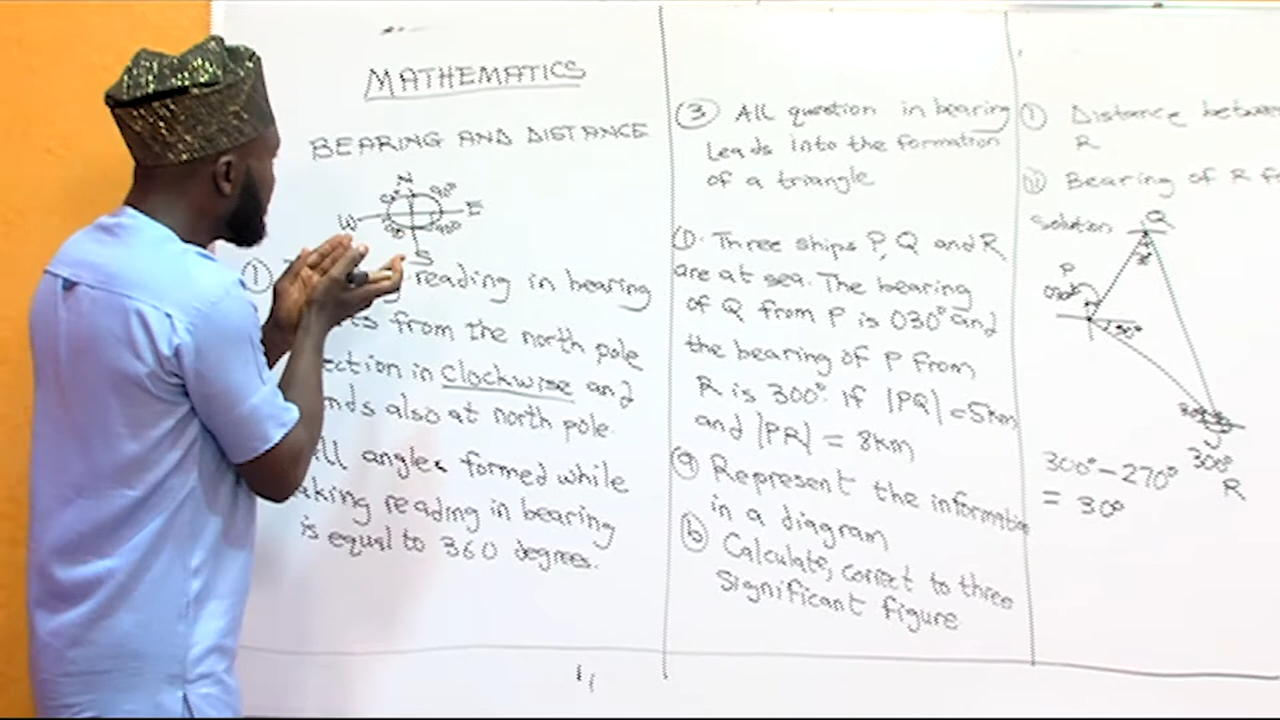 MATHEMATICS
BEARING AND DISTANCE
N
90°
W
E
90°
S
① reading in bearing
from the north pole
in Clockwise and
also at north pole.
angles formed while
reading in bearing
is equal to 360 degrees.
③ All question in bearing
Leads into the formation
of a triangle
①. Three ships P, Q and R
are at sea. The bearing
of Q from P is 030° and
the bearing of P from
R is 300°. if |PQ| = 5km
and |PR| = 8km
ⓐ Represent the information
in a diagram
ⓑ Calculate, correct to three
Significant figure
ⓘ Distance
R
ⓘⓘ Bearing of R
Solution
Q
P
030°
30°
300°
R
300° - 270°
= 30°